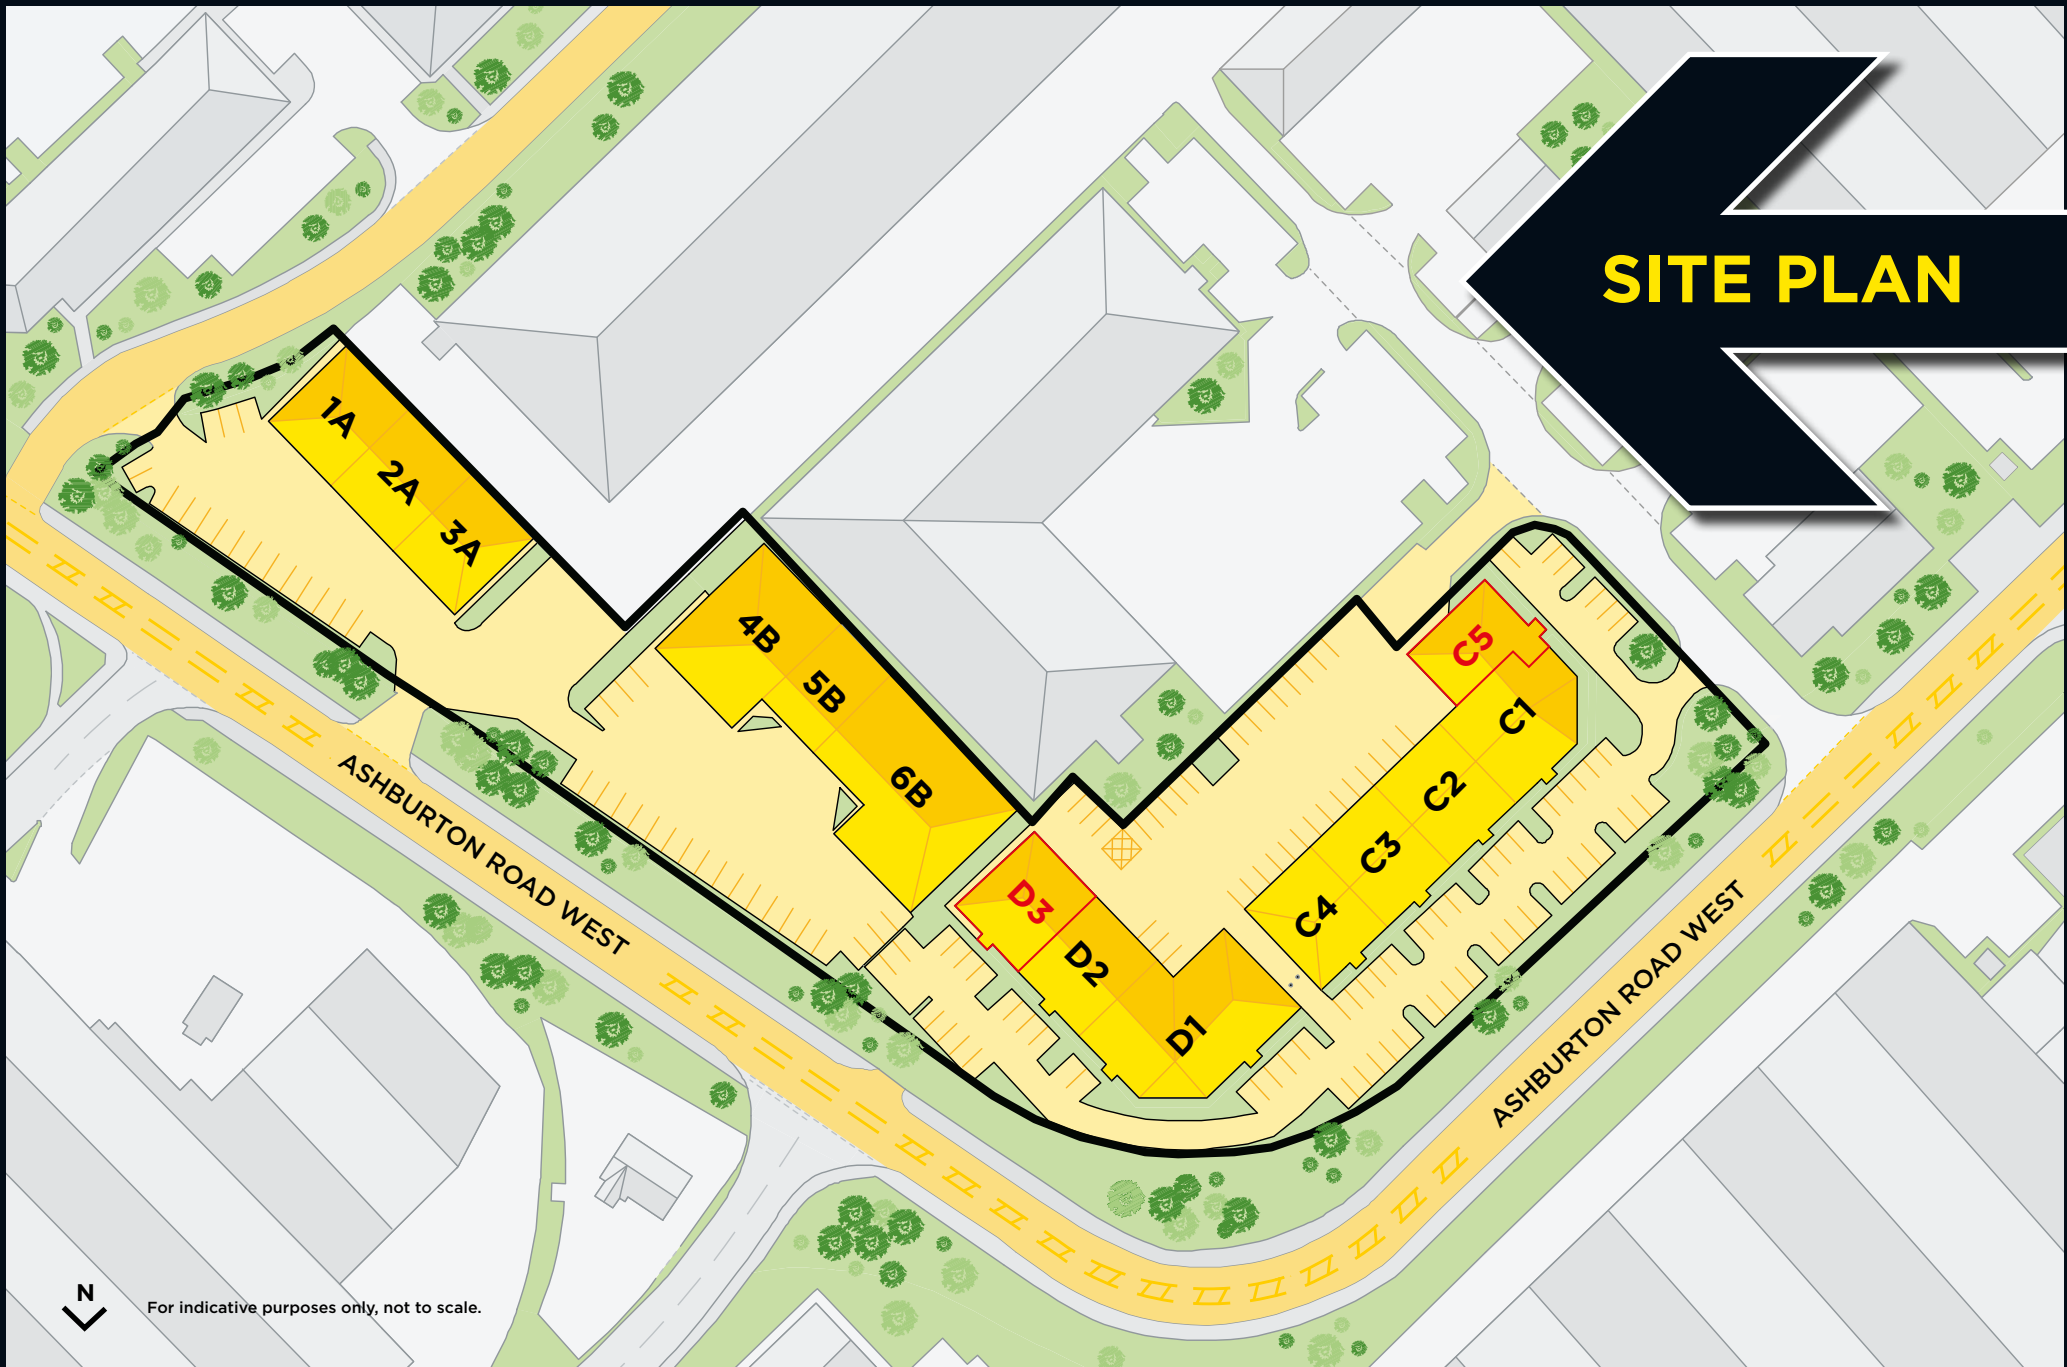 SITE PLAN
1A
2A
3A
4B
5B
6B
C5
C1
C2
C3
C4
D3
D2
D1
ASHBURTON ROAD WEST
ASHBURTON ROAD WEST
N
For indicative purposes only, not to scale.